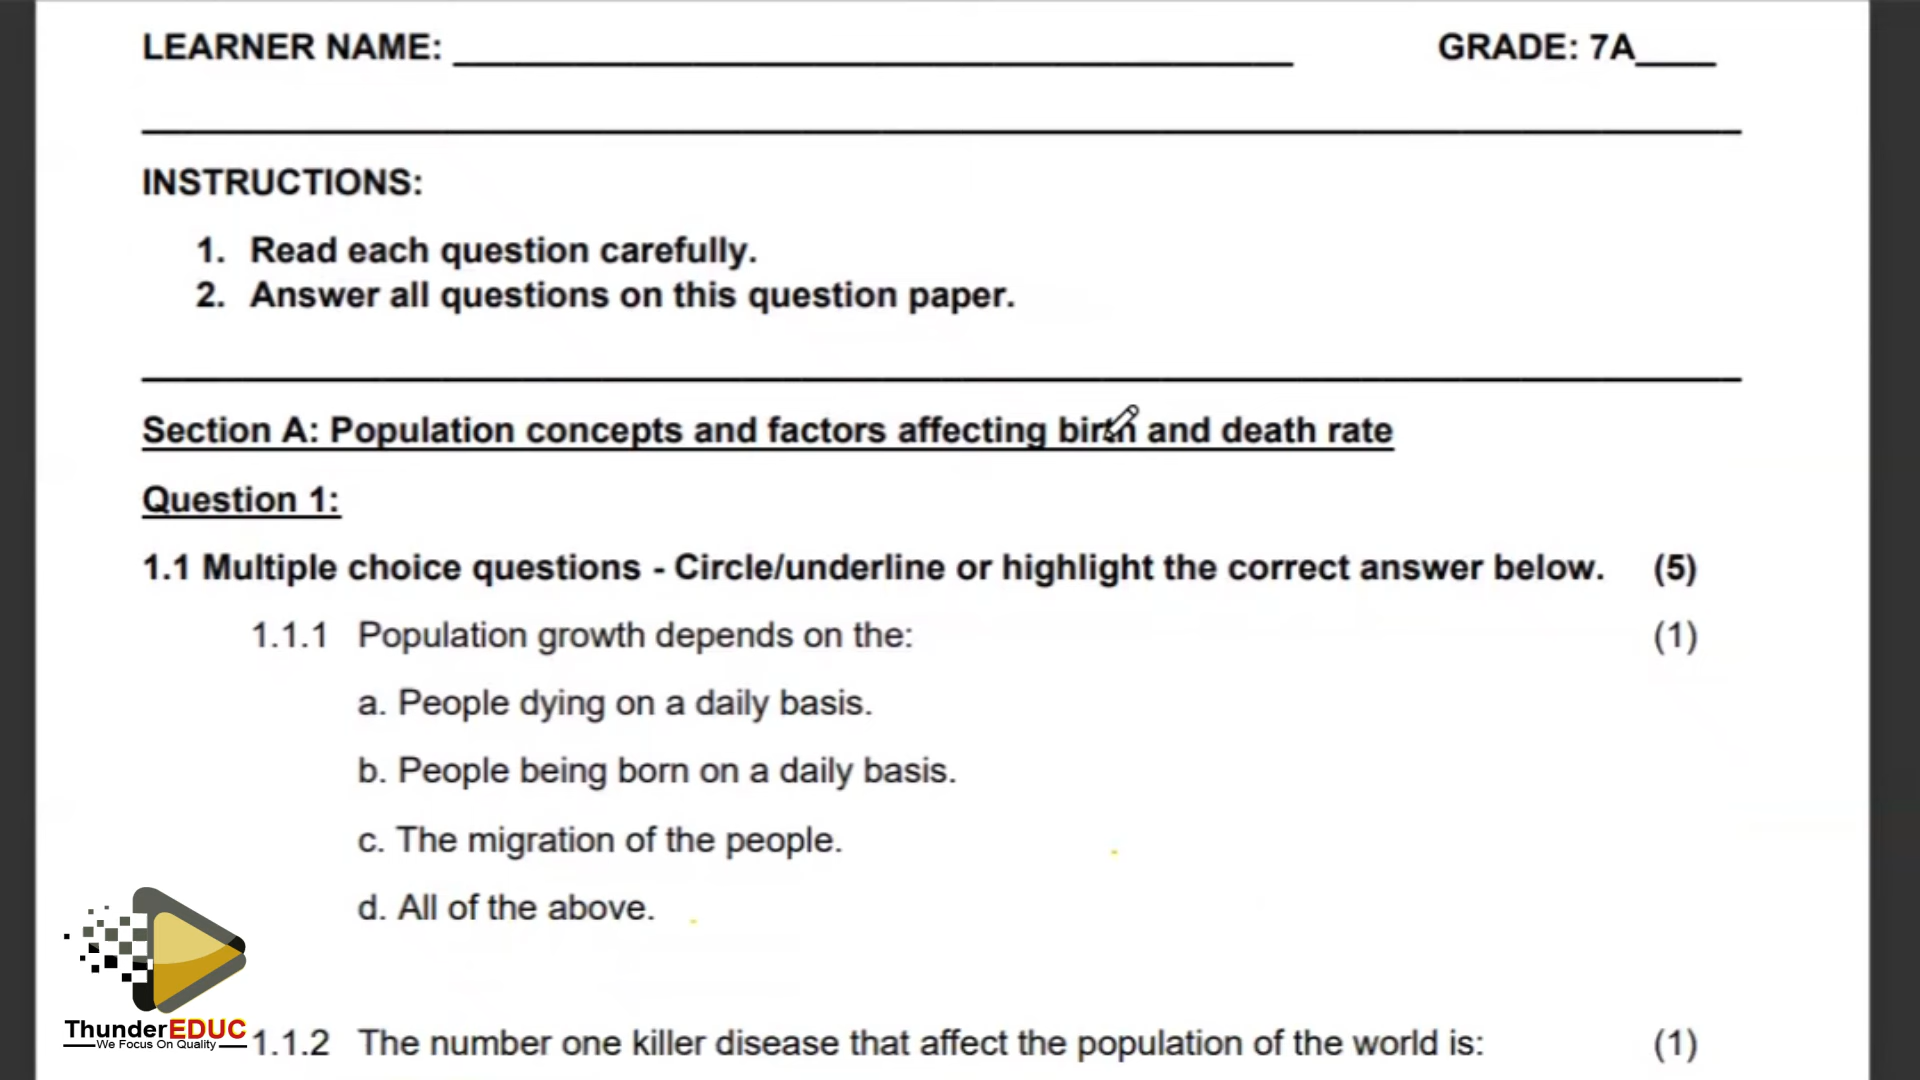 LEARNER NAME: ____________________ GRADE: 7A____
INSTRUCTIONS:
1. Read each question carefully.
2. Answer all questions on this question paper.
Section A: Population concepts and factors affecting birth and death rate
Question 1:
1.1 Multiple choice questions - Circle/underline or highlight the correct answer below. (5)
1.1.1 Population growth depends on the: (1)
a. People dying on a daily basis.
b. People being born on a daily basis.
c. The migration of the people.
d. All of the above.
ThunderEDUC
We Focus On Quality
1.1.2 The number one killer disease that affect the population of the world is: (1)